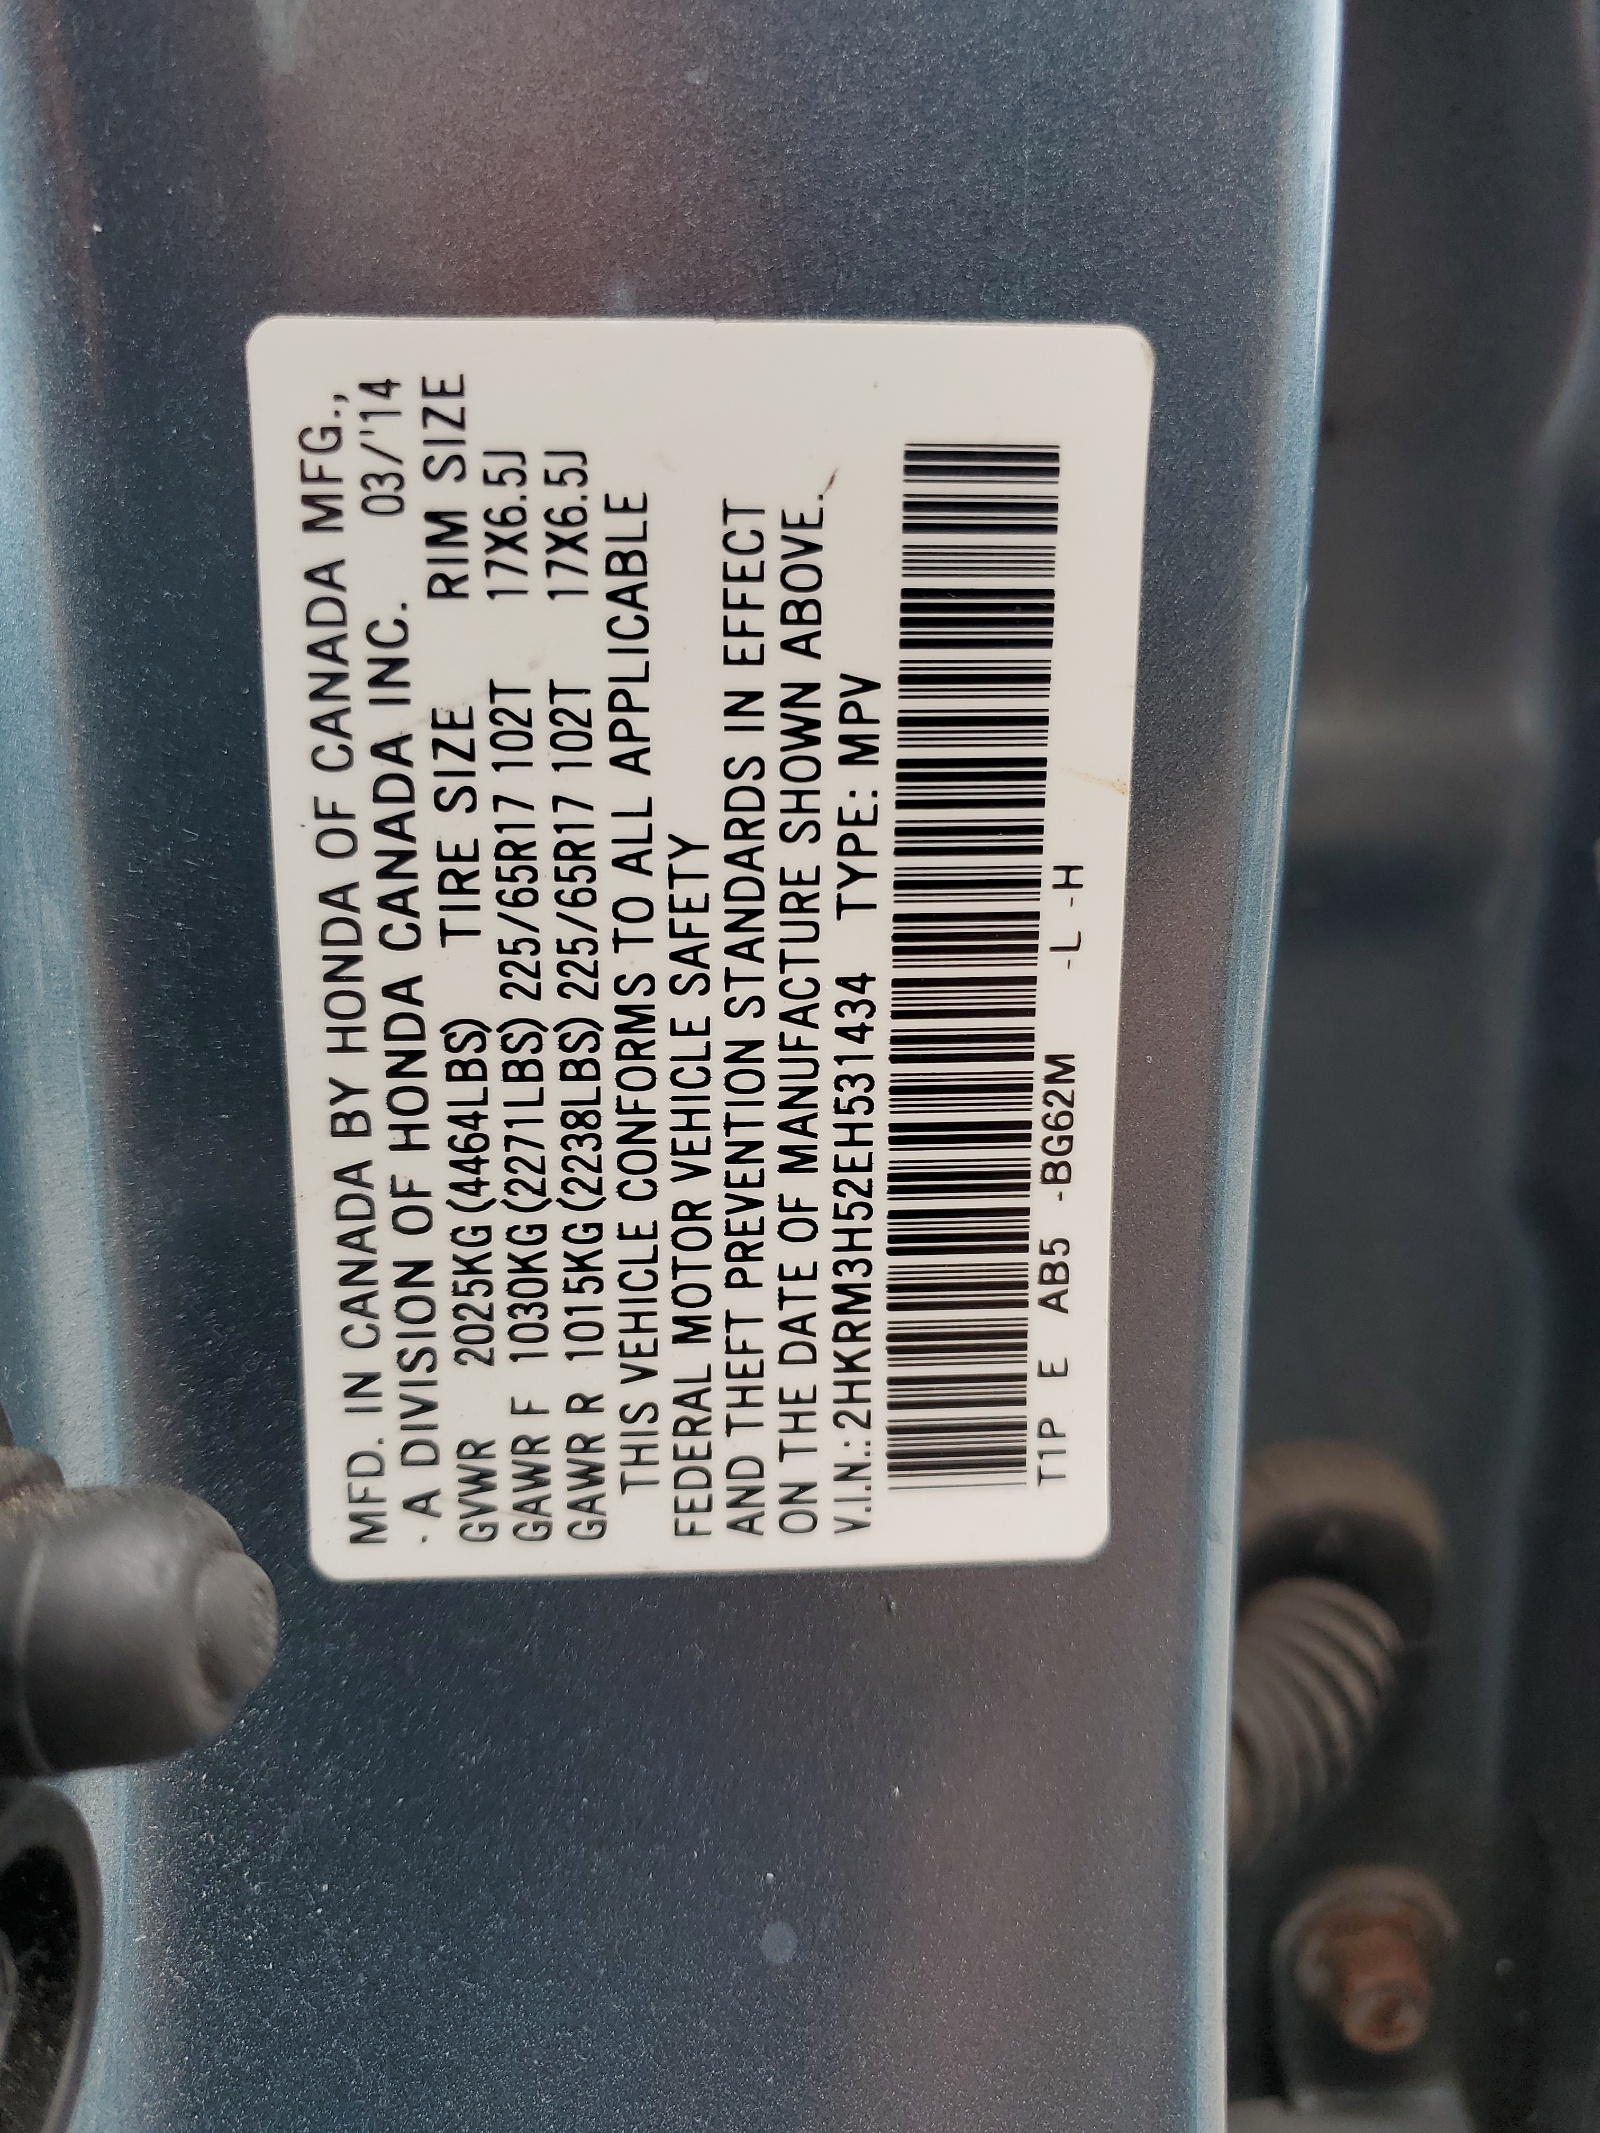 MFD. IN CANADA BY HONDA OF CANADA MFG.,
A DIVISION OF HONDA CANADA INC. 03/'14
TIRE SIZE RIM SIZE
GVWR 2025KG (4464LBS)
GAWR F 1030KG (2271LBS) 225/65R17 102T 17X6.5J
GAWR R 1015KG (2238LBS) 225/65R17 102T 17X6.5J
THIS VEHICLE CONFORMS TO ALL APPLICABLE
FEDERAL MOTOR VEHICLE SAFETY
AND THEFT PREVENTION STANDARDS IN EFFECT
ON THE DATE OF MANUFACTURE SHOWN ABOVE.
V.I.N.: 2HKRM3H52EH531434 TYPE: MPV
T1P E AB5 -BG62M -L -H